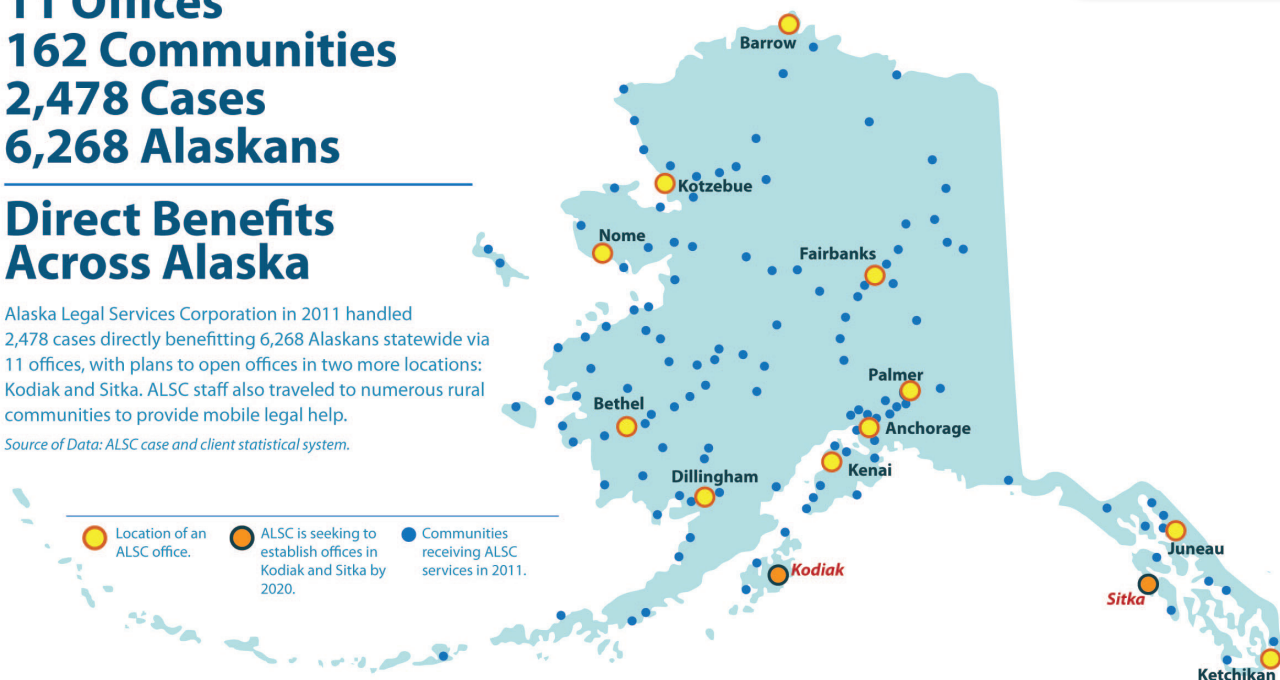 11 Offices
162 Communities
2,478 Cases
6,268 Alaskans
Direct Benefits
Across Alaska
Alaska Legal Services Corporation in 2011 handled
2,478 cases directly benefitting 6,268 Alaskans statewide via
11 offices, with plans to open offices in two more locations:
Kodiak and Sitka. ALSC staff also traveled to numerous rural
communities to provide mobile legal help.
Source of Data: ALSC case and client statistical system.
Location of an
ALSC office.
ALSC is seeking to
establish offices in
Kodiak and Sitka by
2020.
Communities
receiving ALSC
services in 2011.
Barrow
Kotzebue
Nome
Fairbanks
Palmer
Bethel
Anchorage
Kenai
Dillingham
Kodiak
Juneau
Sitka
Ketchikan